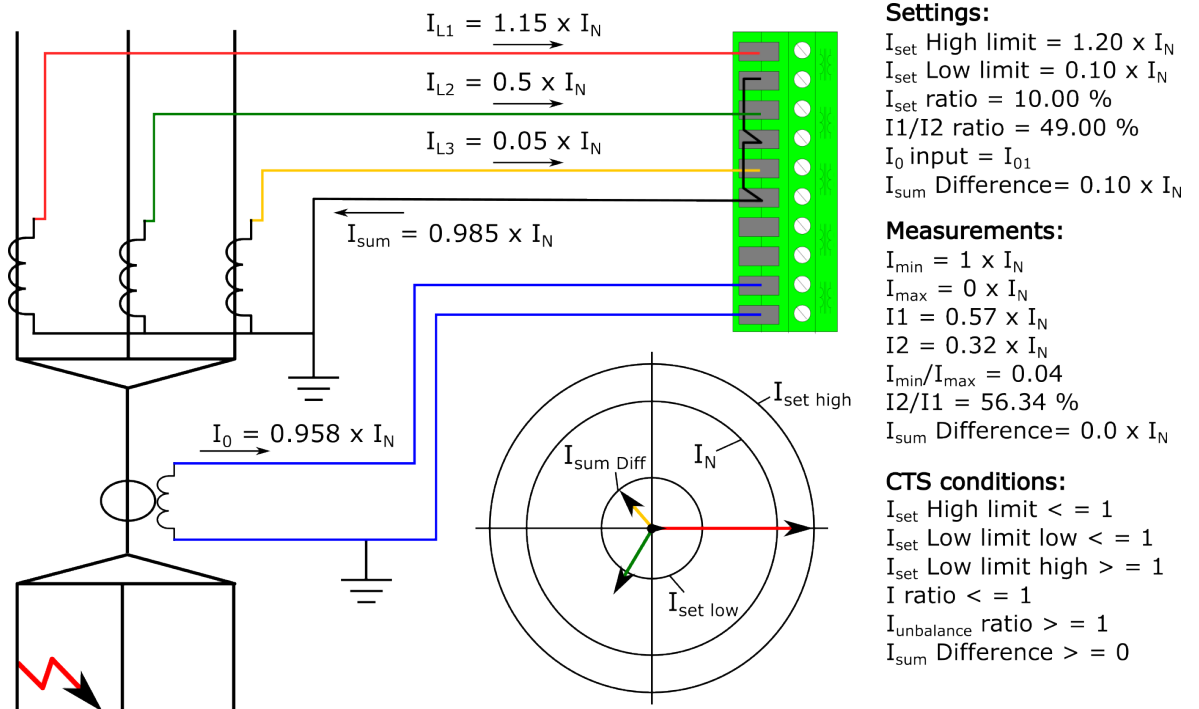 I_L1 = 1.15 x I_N
I_L2 = 0.5 x I_N
I_L3 = 0.05 x I_N
I_sum = 0.985 x I_N
I_0 = 0.958 x I_N
I_set high
I_N
I_sum Diff
I_set low
Settings:
I_set High limit = 1.20 x I_N
I_set Low limit = 0.10 x I_N
I_set ratio = 10.00 %
I1/I2 ratio = 49.00 %
I_0 input = I_01
I_sum Difference= 0.10 x I_N
Measurements:
I_min = 1 x I_N
I_max = 0 x I_N
I1 = 0.57 x I_N
I2 = 0.32 x I_N
I_min/I_max = 0.04
I2/I1 = 56.34 %
I_sum Difference= 0.0 x I_N
CTS conditions:
I_set High limit < = 1
I_set Low limit low < = 1
I_set Low limit high > = 1
I ratio < = 1
I_unbalance ratio > = 1
I_sum Difference > = 0